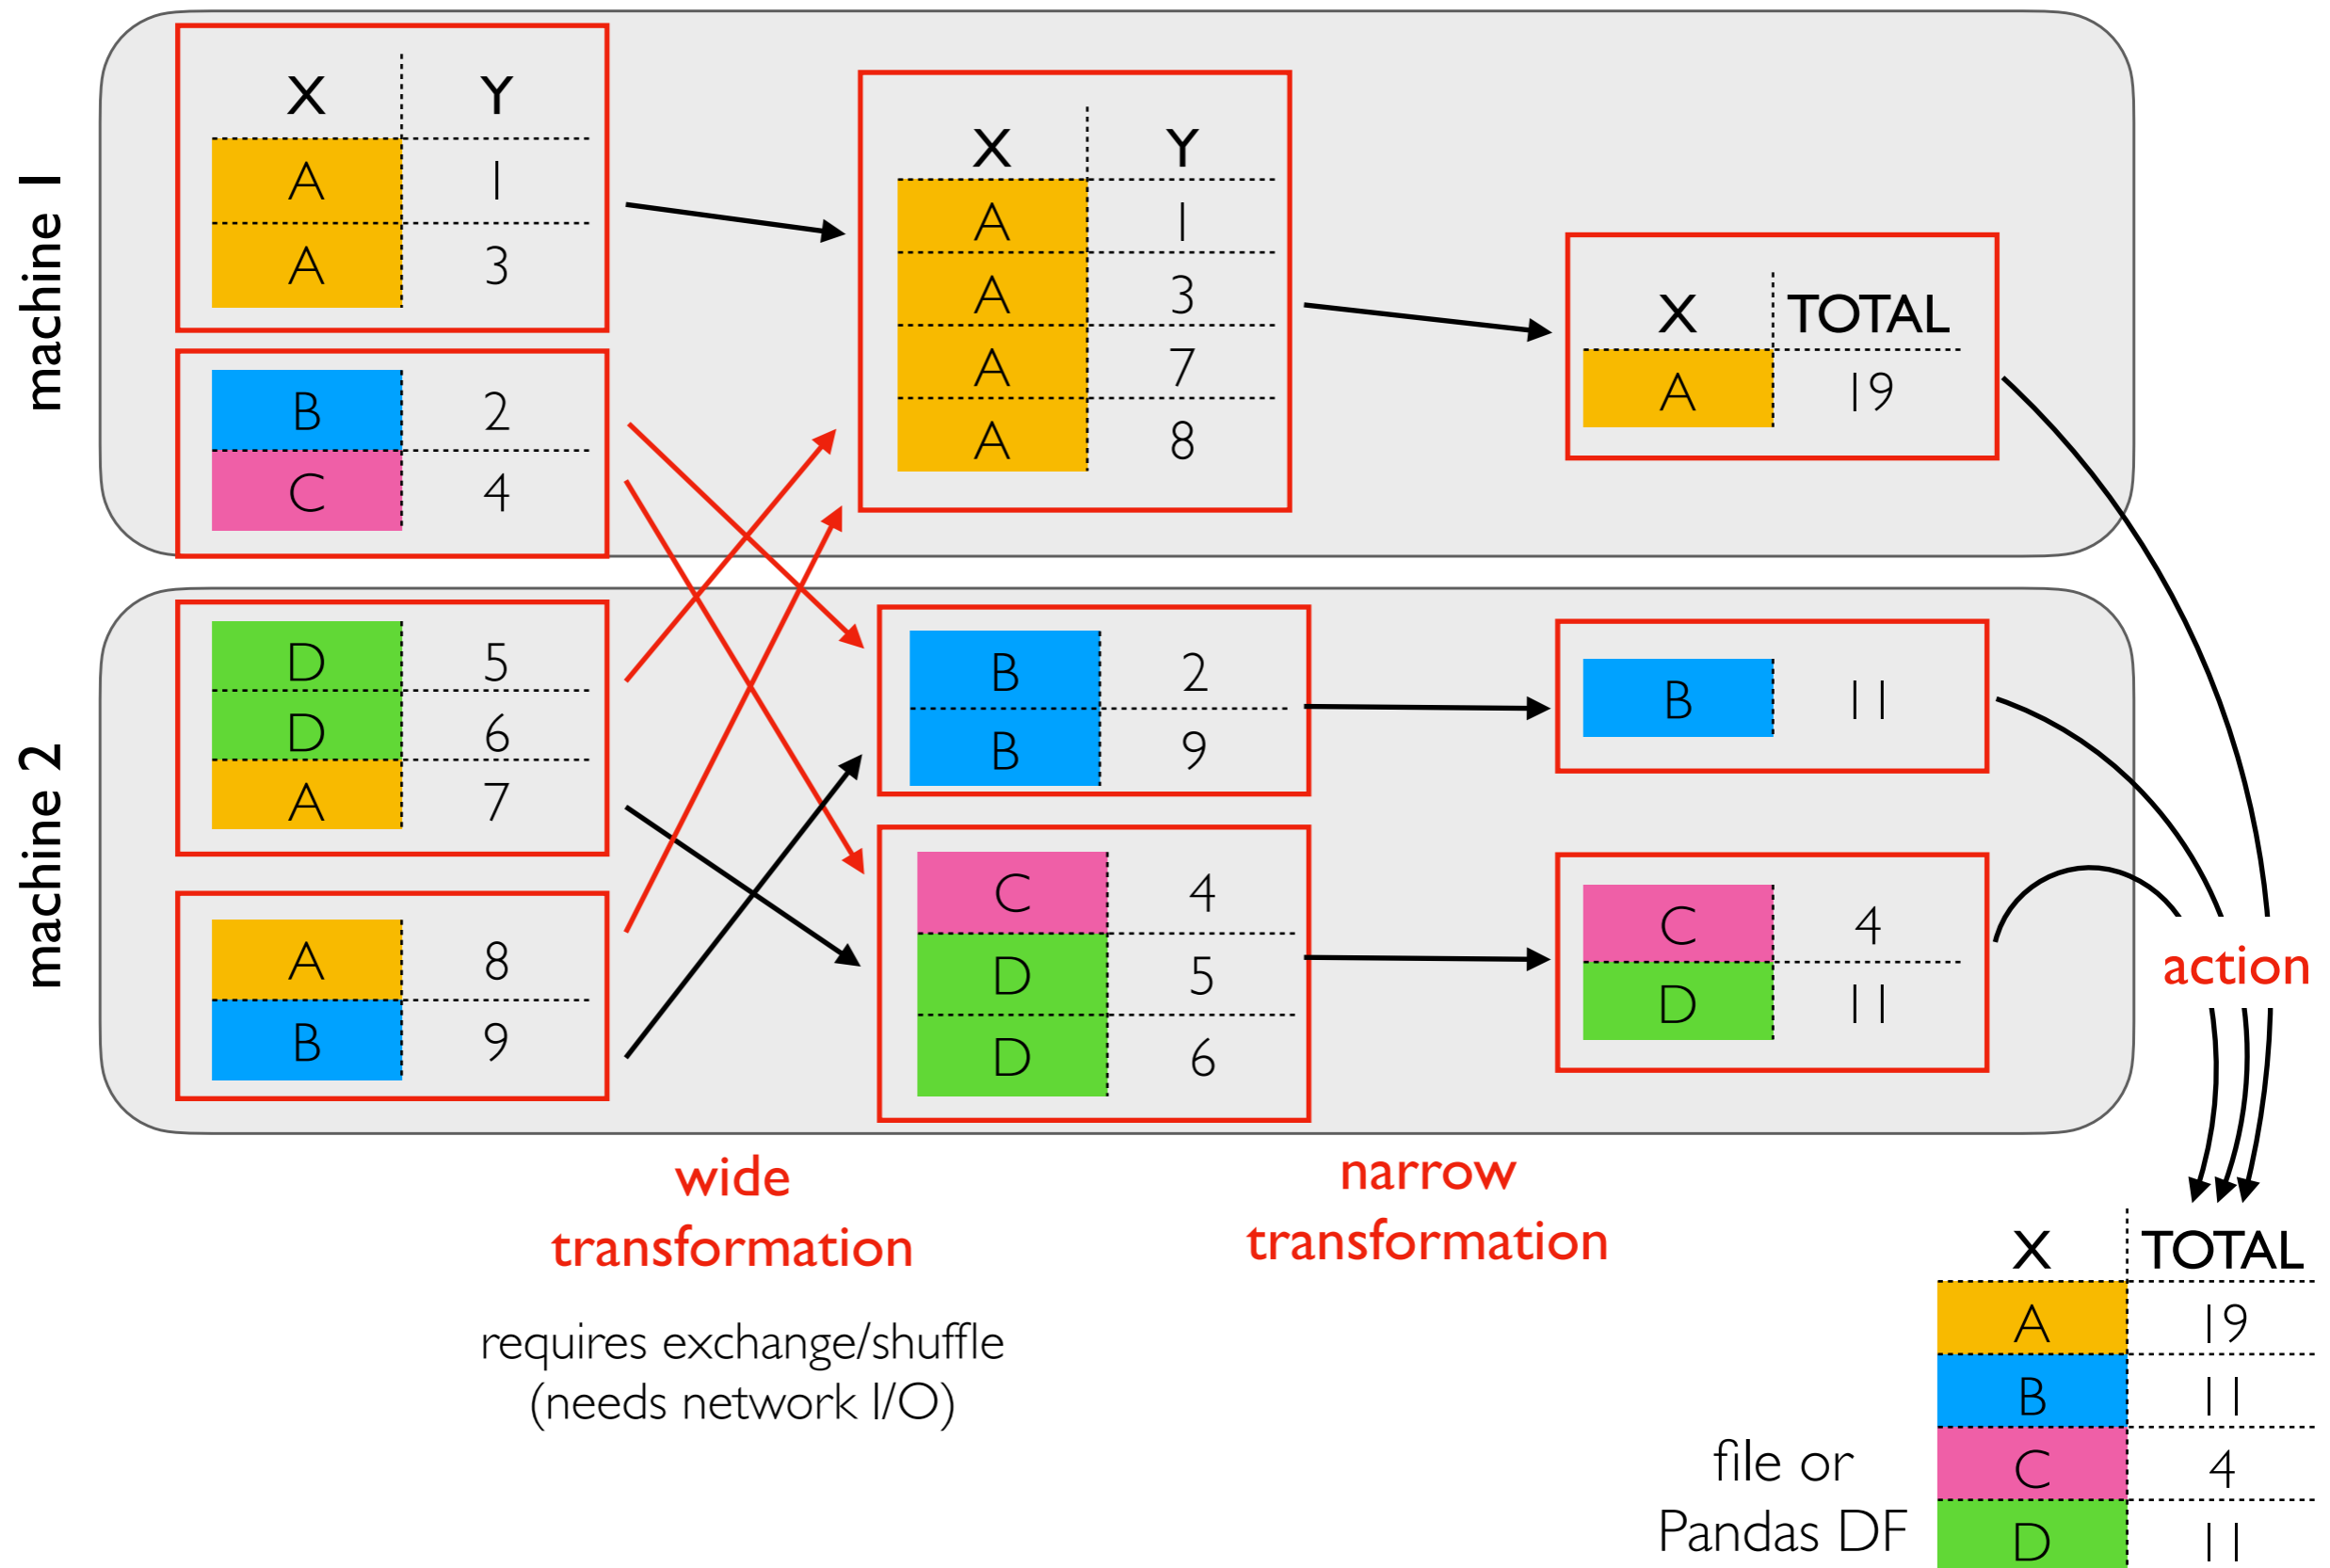 machine 1
X Y
A 1
A 3
B 2
C 4
X Y
A 1
A 3
A 7
A 8
X TOTAL
A 19
machine 2
D 5
D 6
A 7
A 8
B 9
B 2
B 9
C 4
D 5
D 6
B 11
C 4
D 11
action
wide
transformation
requires exchange/shuffle
(needs network I/O)
narrow
transformation
file or
Pandas DF
X TOTAL
A 19
B 11
C 4
D 11